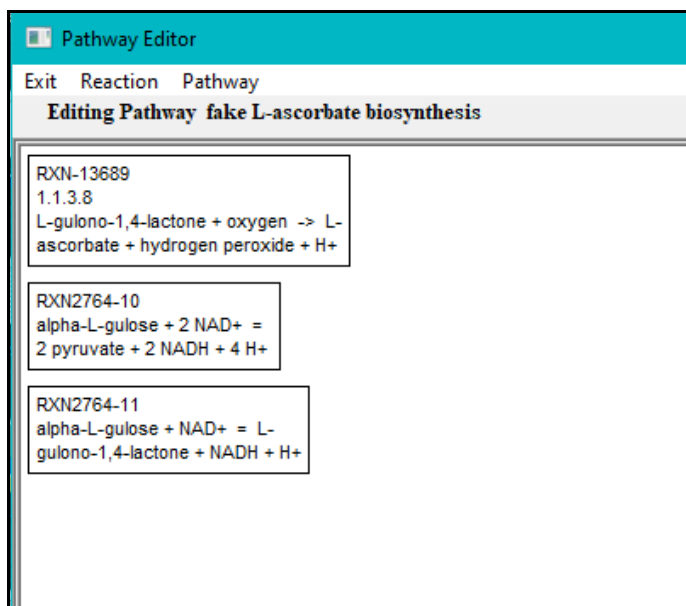 Pathway Editor
Exit Reaction Pathway
Editing Pathway fake L-ascorbate biosynthesis
RXN-13689
1.1.3.8
L-gulono-1,4-lactone + oxygen -> L-
ascorbate + hydrogen peroxide + H+
RXN2764-10
alpha-L-gulose + 2 NAD+ =
2 pyruvate + 2 NADH + 4 H+
RXN2764-11
alpha-L-gulose + NAD+ = L-
gulono-1,4-lactone + NADH + H+